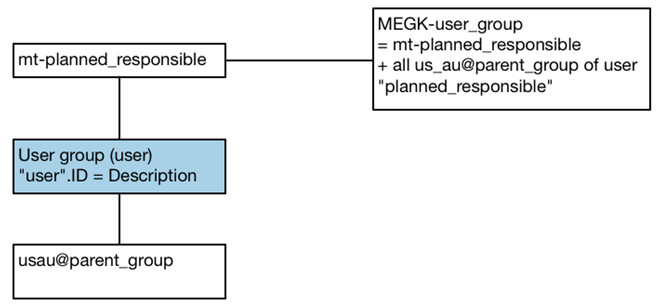 mt-planned_responsible
MEGK-user_group
= mt-planned_responsible
+ all us_au@parent_group of user
"planned_responsible"
User group (user)
"user".ID = Description
usau@parent_group